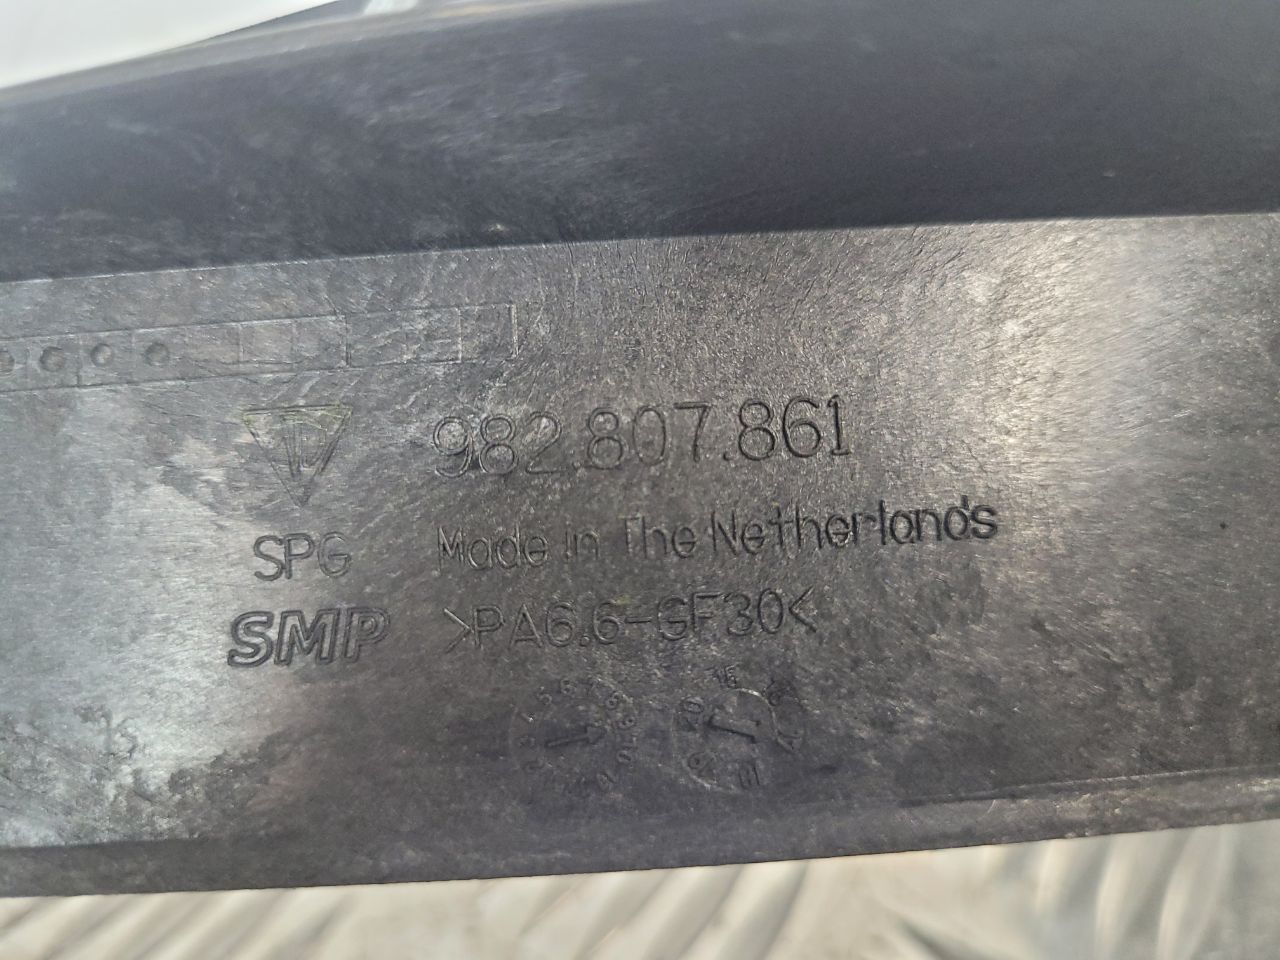 982.807.861
SPG
Made in The Netherlands
SMP
>PA6.6-GF30<